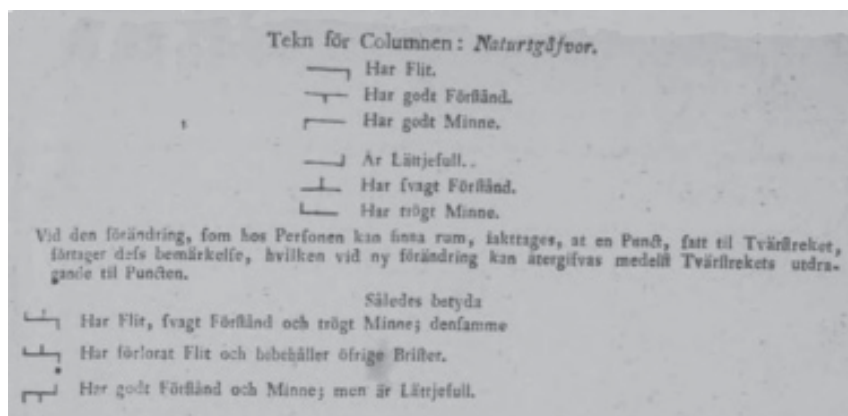 Tekn för Columnen: Naturtgåfvor.
Har Flit.
Har godt Förſtånd.
Har godt Minne.
Är Lättjefull..
Har ſvagt Förſtånd.
Har trögt Minne.
Vid den förändring, ſom hos Perſonen kan finna rum, iakttages, at en Punct, ſatt til Tvärſtreket,
förtager deſs bemärkelſe, hvilken vid ny förändring kan återgifvas medelſt Tvärſtrekets utdra-
gande til Puncten.
Således betyda
Har Flit, ſvagt Förſtånd och trögt Minne; denſamme
Har förlorat Flit och bibehåller öfrige Briſter.
Har godt Förſtånd och Minne; men är Lättjefull.